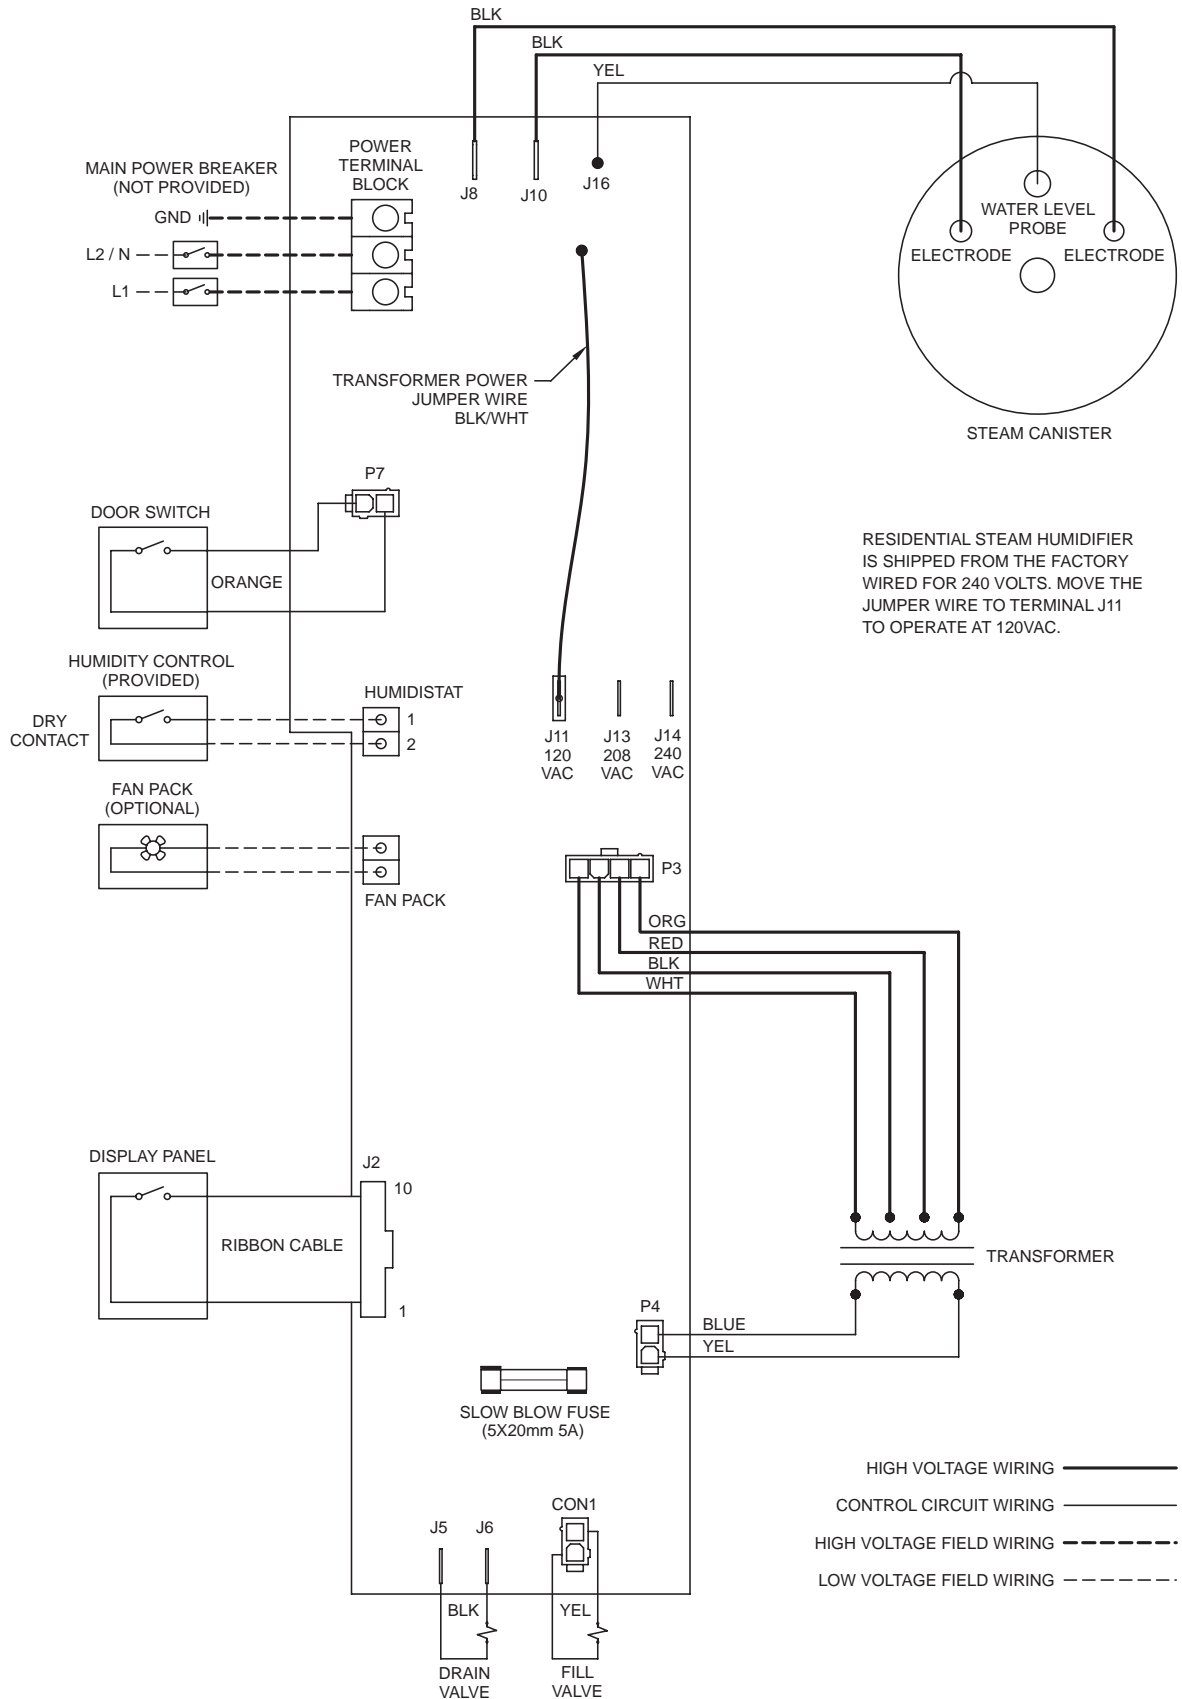 BLK
BLK
YEL
POWER
TERMINAL
BLOCK
MAIN POWER BREAKER
(NOT PROVIDED)
GND
L2 / N
L1
J8
J10
J16
WATER LEVEL
PROBE
ELECTRODE
ELECTRODE
STEAM CANISTER
TRANSFORMER POWER
JUMPER WIRE
BLK/WHT
P7
DOOR SWITCH
ORANGE
RESIDENTIAL STEAM HUMIDIFIER
IS SHIPPED FROM THE FACTORY
WIRED FOR 240 VOLTS. MOVE THE
JUMPER WIRE TO TERMINAL J11
TO OPERATE AT 120VAC.
HUMIDITY CONTROL
(PROVIDED)
DRY
CONTACT
HUMIDISTAT
1
2
J11
120
VAC
J13
208
VAC
J14
240
VAC
FAN PACK
(OPTIONAL)
FAN PACK
P3
ORG
RED
BLK
WHT
DISPLAY PANEL
J2
10
RIBBON CABLE
1
TRANSFORMER
P4
BLUE
YEL
SLOW BLOW FUSE
(5X20mm 5A)
HIGH VOLTAGE WIRING
CONTROL CIRCUIT WIRING
HIGH VOLTAGE FIELD WIRING
LOW VOLTAGE FIELD WIRING
J5
J6
CON1
BLK
YEL
DRAIN
VALVE
FILL
VALVE